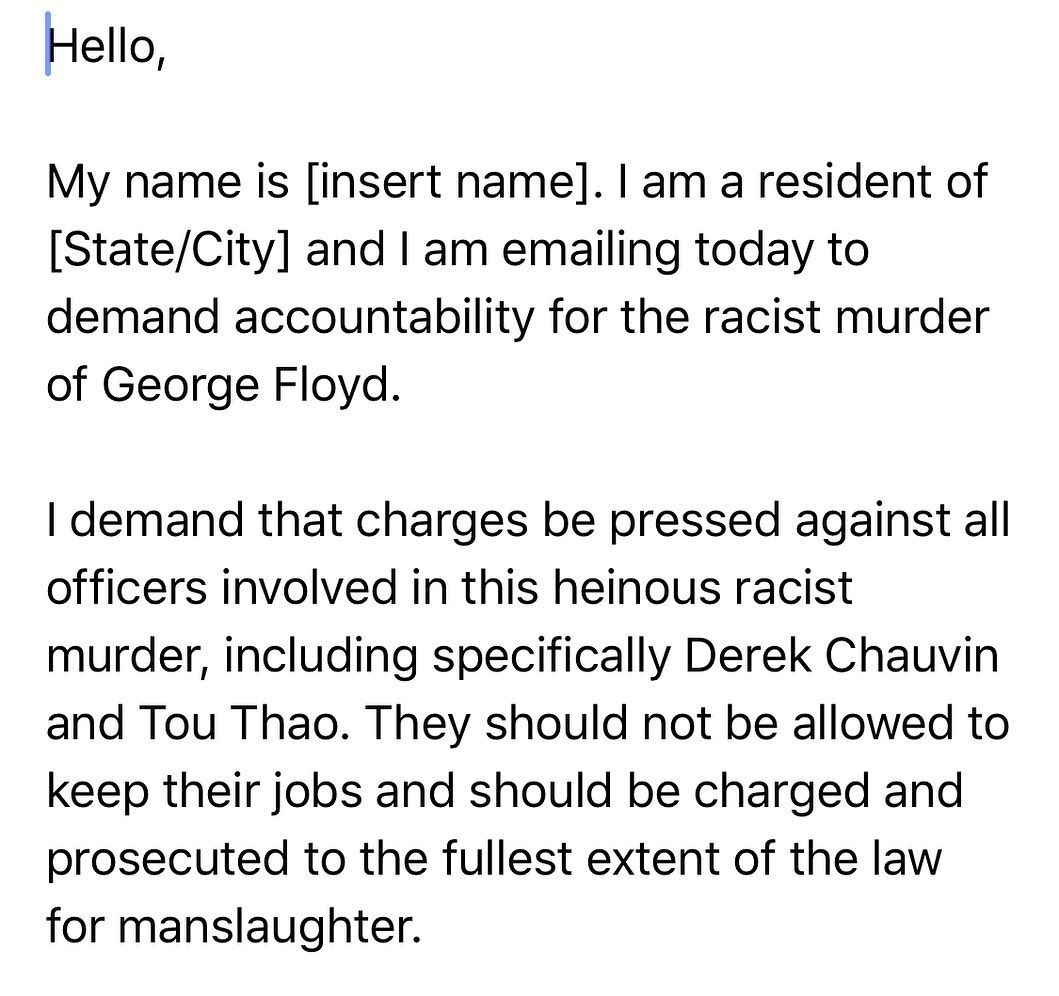 Hello,
My name is [insert name]. I am a resident of
[State/City] and I am emailing today to
demand accountability for the racist murder
of George Floyd.
I demand that charges be pressed against all
officers involved in this heinous racist
murder, including specifically Derek Chauvin
and Tou Thao. They should not be allowed to
keep their jobs and should be charged and
prosecuted to the fullest extent of the law
for manslaughter.